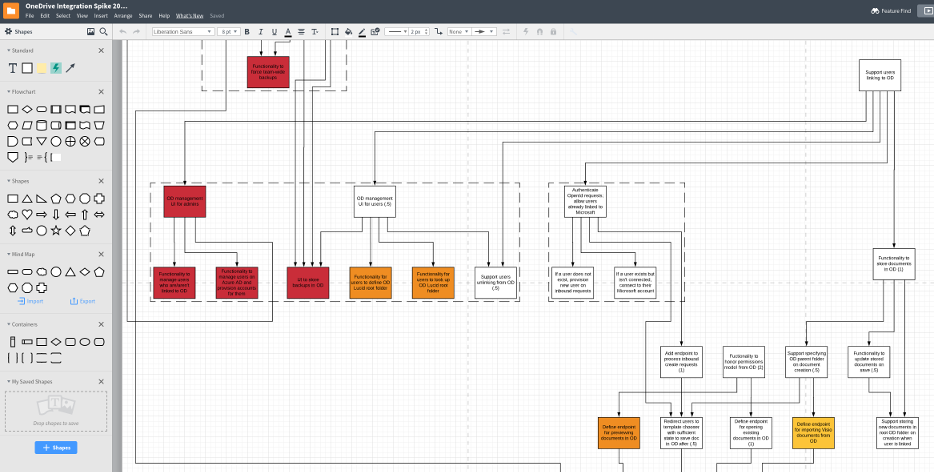 OneDrive Integration Spike 20...
File Edit Select View Insert Arrange Share Help What's New Saved
Feature Find
Shapes
Liberation Sans 8 pt B I U A T 2 px None
Standard
T
Flowchart
Shapes
Mind Map
Import Export
Containers
My Saved Shapes
Drop shapes to save
+ Shapes
Functionality to
force team-wide
backups
Support users
linking to OD
OD management
UI for admins
OD management
UI for users (.5)
Authenticate
OpenId requests,
allow users
already linked to
Microsoft
Functionality to
manage users
who are/aren't
linked to OD
Functionality to
manage users on
Azure AD and
provision accounts
for them
UI to store
backups in OD
Functionality for
users to define OD
Lucid root folder
Functionality for
users to look up
OD Lucid root
folder
Support users
unlinking from OD
(.5)
If a user does not
exist, provision
new user on
inbound requests
If a user exists but
isn't connected,
connect to their
Microsoft account
Functionality to
store documents
in OD (1)
Add endpoint to
process inbound
create requests
(1)
Fuctionality to
honor permissions
model from OD (2)
Support specifying
OD parent folder
on document
creation (.5)
Functionality to
update stored
documents on
save (.5)
Define endpoint
for previewing
documents in OD
Redirect users to
template chooser
with sufficient
state to save doc
in OD after (.5)
Define endpoint
for opening
existing
documents in OD
(1)
Define endpoint
for importing Visio
documents from
OD
Support storing
new documents in
non OD folder on
creation when
user is linked